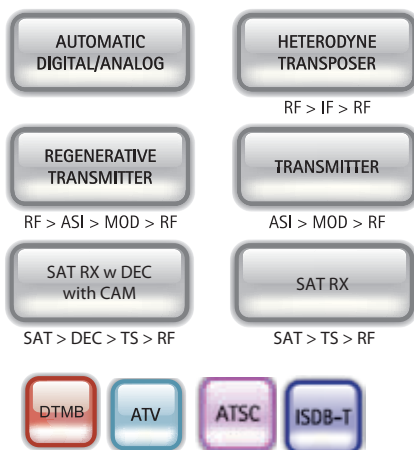 AUTOMATIC
DIGITAL/ANALOG
HETERODYNE
TRANSPOSER
RF > IF > RF
REGENERATIVE
TRANSMITTER
RF > ASI > MOD > RF
TRANSMITTER
ASI > MOD > RF
SAT RX w DEC
with CAM
SAT > DEC > TS > RF
SAT RX
SAT > TS > RF
DTMB
ATV
ATSC
ISDB-T